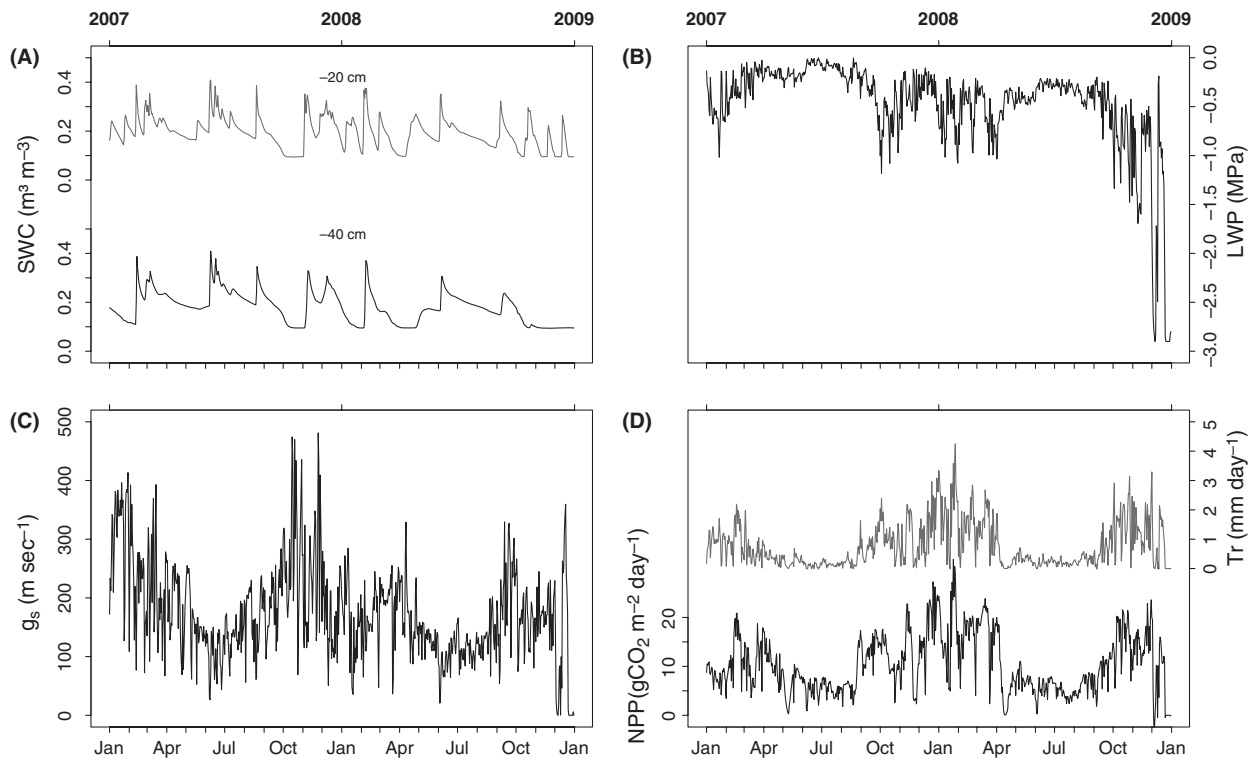 2007 2008 2009
2007 2008 2009
(A)
SWC (m³ m⁻³)
0.4
0.2
0.0
0.4
0.2
0.0
−20 cm
−40 cm
(B)
0.0
−0.5
−1.0
−1.5
−2.0
−2.5
−3.0
LWP (MPa)
(C)
gₛ (m sec⁻¹)
500
400
300
200
100
0
Jan Apr Jul Oct Jan Apr Jul Oct Jan
(D)
NPP(gCO₂ m⁻² day⁻¹)
20
10
0
5
4
3
2
1
0
Tr (mm day⁻¹)
Jan Apr Jul Oct Jan Apr Jul Oct Jan